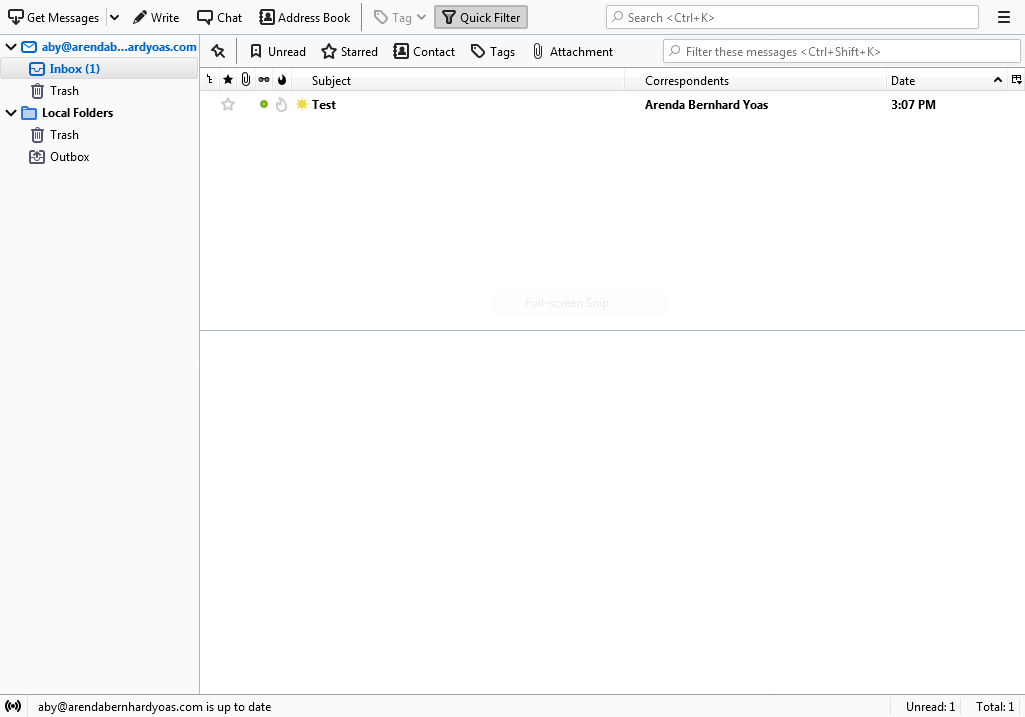 Get Messages Write Chat Address Book Tag Quick Filter Search <Ctrl+K>
aby@arendab...ardyoas.com
Unread Starred Contact Tags Attachment Filter these messages <Ctrl+Shift+K>
Inbox (1)
Subject Correspondents Date
Trash
Test Arenda Bernhard Yoas 3:07 PM
Local Folders
Trash
Outbox
Full-screen Snip
aby@arendabernhardyoas.com is up to date Unread: 1 Total: 1